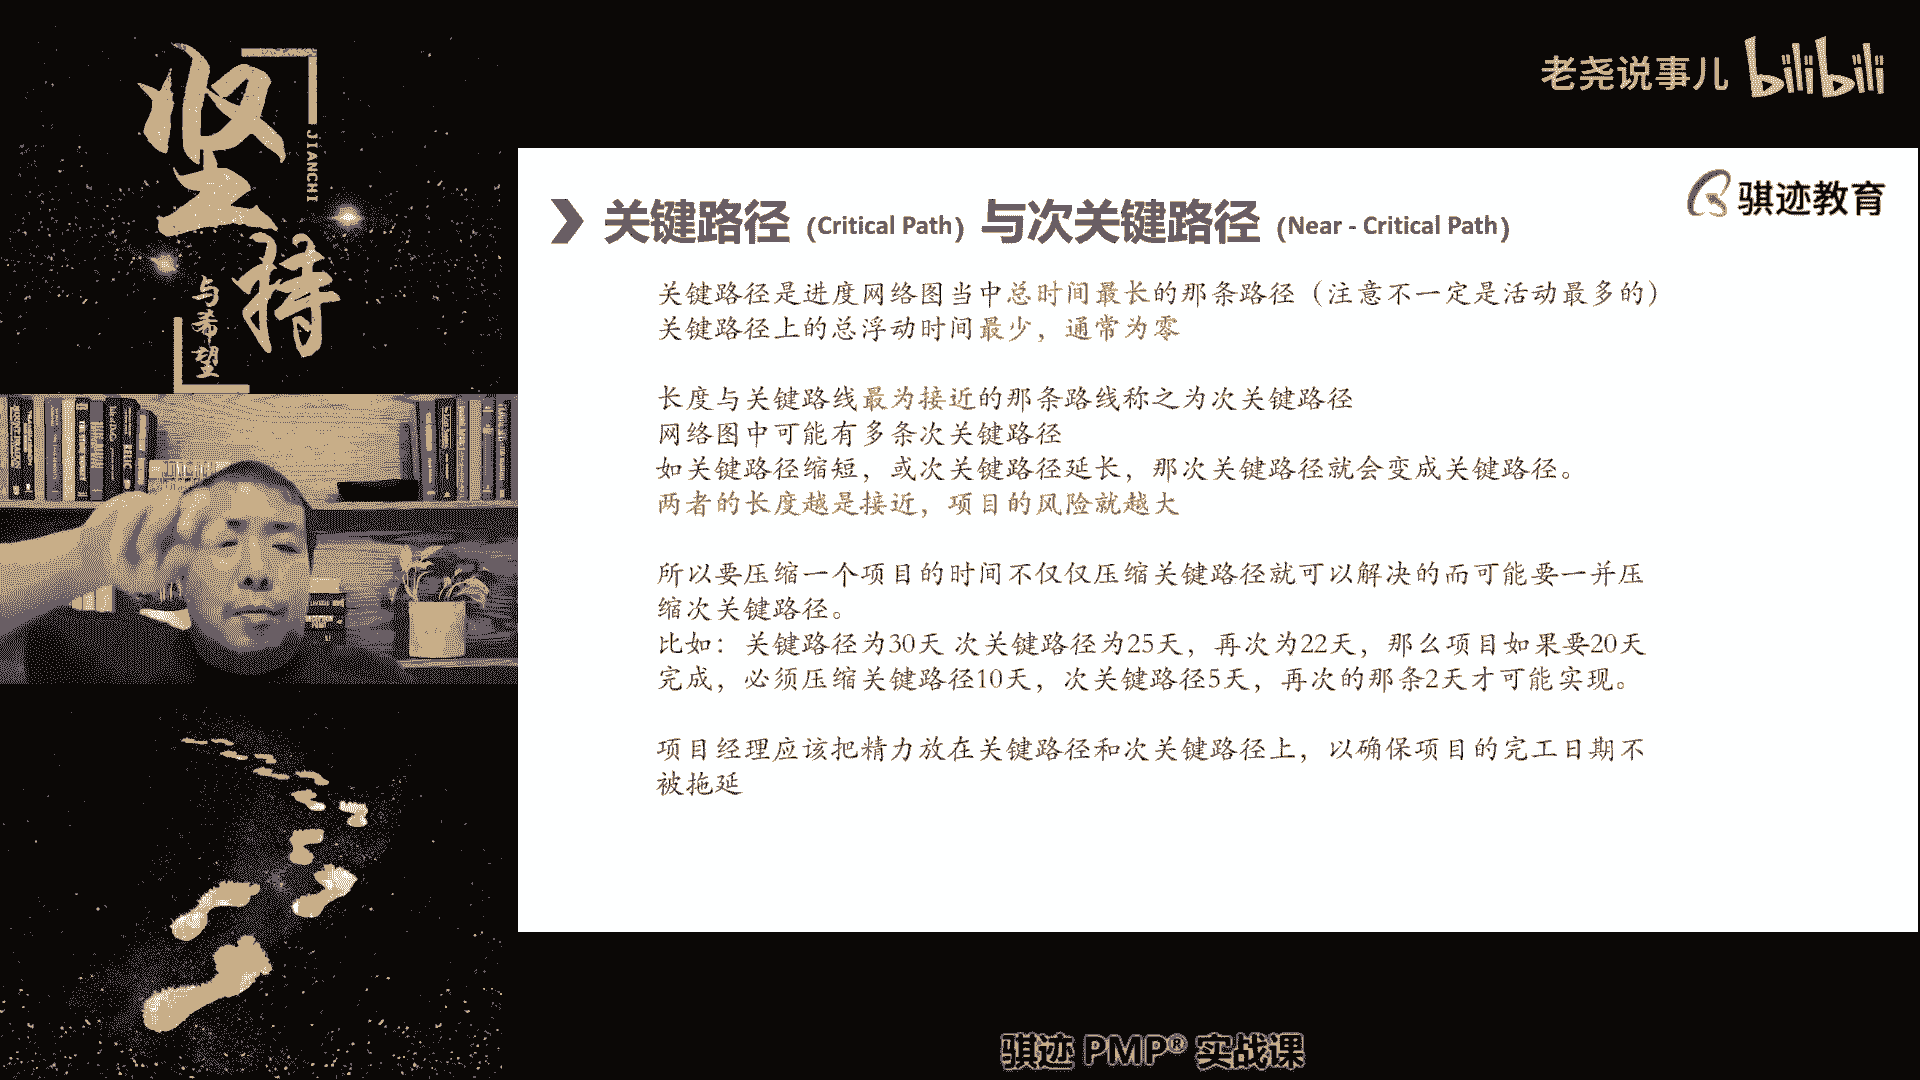 坚持
JIANCHI
与希望
老尧说事儿 bilibili
骐迹教育
关键路径 (Critical Path) 与次关键路径 (Near - Critical Path)
关键路径是进度网络图当中总时间最长的那条路径（注意不一定是活动最多的）
关键路径上的总浮动时间最少，通常为零
长度与关键路线最为接近的那条路线称之为次关键路径
网络图中可能有多条次关键路径
如关键路径缩短，或次关键路径延长，那次关键路径就会变成关键路径。
两者的长度越是接近，项目的风险就越大
所以要压缩一个项目的时间不仅仅压缩关键路径就可以解决的而可能要一并压
缩次关键路径。
比如：关键路径为30天 次关键路径为25天，再次为22天，那么项目如果要20天
完成，必须压缩关键路径10天，次关键路径5天，再次的那条2天才可能实现。
项目经理应该把精力放在关键路径和次关键路径上，以确保项目的完工日期不
被拖延
骐迹 PMP® 实战课